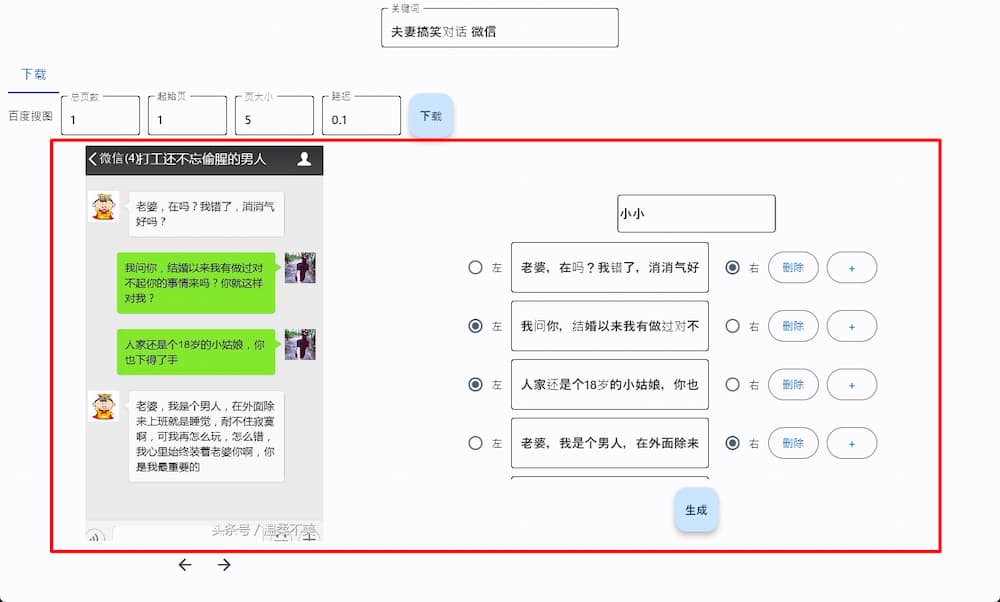 关键词
夫妻搞笑对话 微信
下载
百度搜图
总页数
1
起始页
1
页大小
5
延迟
0.1
下载
微信(4)打工还不忘偷腥的男人
老婆，在吗？我错了，消消气
好吗？
我问你，结婚以来我有做过对
不起你的事情来吗？你就这样
对我？
人家还是个18岁的小姑娘，你
也下得了手
老婆，我是个男人，在外面除
来上班就是睡觉，耐不住寂寞
啊，可我再怎么玩，怎么错，
我心里始终装着老婆你啊，你
是我最重要的
头条号 / 温柔不羁
小小
左 老婆，在吗？我错了，消消气好 右 删除 +
左 我问你，结婚以来我有做过对不 右 删除 +
左 人家还是个18岁的小姑娘，你也 右 删除 +
左 老婆，我是个男人，在外面除来 右 删除 +
生成